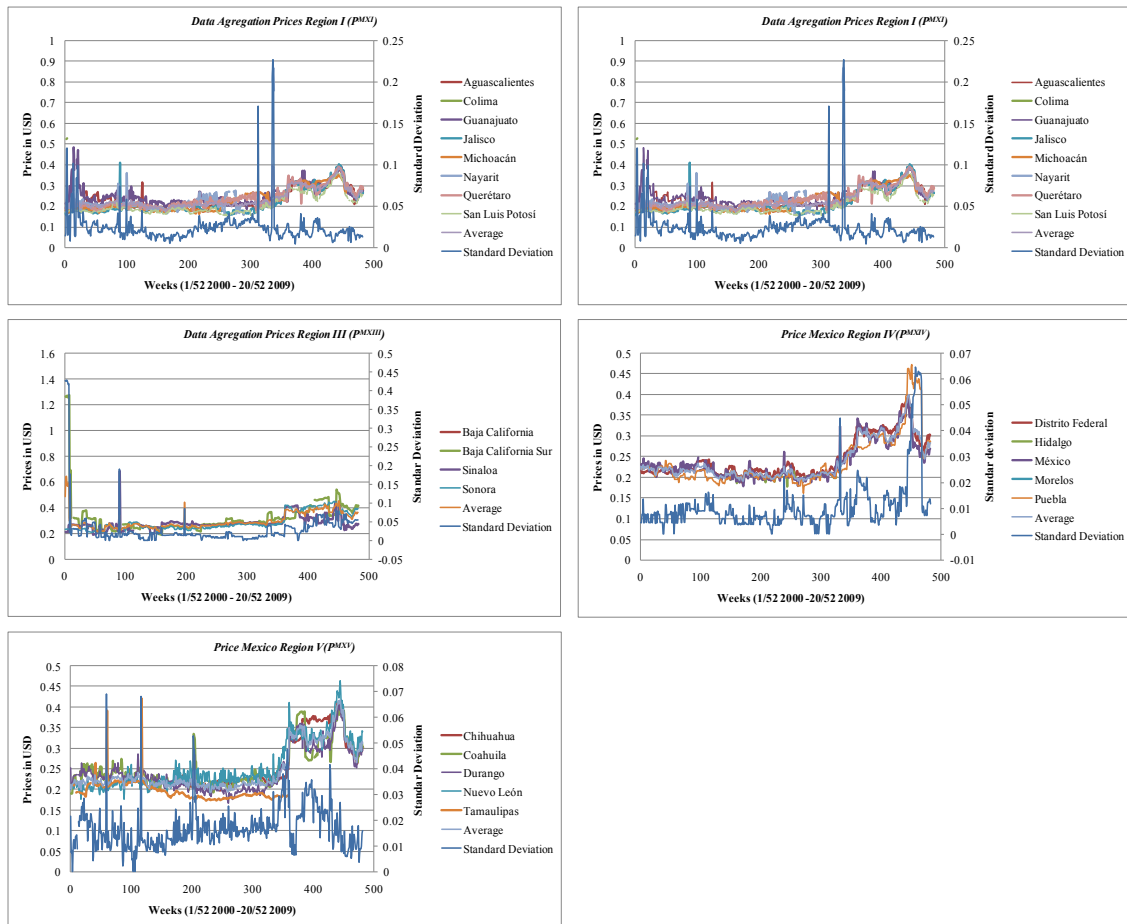 Data Agregation Prices Region I (P^MXI)
1
0.9
0.8
0.7
0.6
0.5
0.4
0.3
0.2
0.1
0
Price in USD
0.25
0.2
0.15
0.1
0.05
0
Standard Deviation
0
100
200
300
400
500
Weeks (1/52 2000 - 20/52 2009)
Aguascalientes
Colima
Guanajuato
Jalisco
Michoacán
Nayarit
Querétaro
San Luis Potosí
Average
Standard Deviation
Data Agregation Prices Region I (P^MXI)
1
0.9
0.8
0.7
0.6
0.5
0.4
0.3
0.2
0.1
0
Price in USD
0.25
0.2
0.15
0.1
0.05
0
Standard Deviation
0
100
200
300
400
500
Weeks (1/52 2000 - 20/52 2009)
Aguascalientes
Colima
Guanajuato
Jalisco
Michoacán
Nayarit
Querétaro
San Luis Potosí
Average
Standard Deviation
Data Agregation Prices Region III (P^MXIII)
1.6
1.4
1.2
1
0.8
0.6
0.4
0.2
0
Prices in USD
0.5
0.45
0.4
0.35
0.3
0.25
0.2
0.15
0.1
0.05
0
-0.05
Standar Deviation
0
100
200
300
400
500
Weeks (1/52 2000 - 20/52 2009)
Baja California
Baja California Sur
Sinaloa
Sonora
Average
Standard Deviation
Price Mexico Region IV(P^MXIV)
0.5
0.45
0.4
0.35
0.3
0.25
0.2
0.15
0.1
0.05
0
Prices in USD
0.07
0.06
0.05
0.04
0.03
0.02
0.01
0
-0.01
Standar deviation
0
100
200
300
400
500
Weeks (1/52 2000 -20/52 2009)
Distrito Federal
Hidalgo
México
Morelos
Puebla
Average
Standard Deviation
Price Mexico Region V(P^MXV)
0.5
0.45
0.4
0.35
0.3
0.25
0.2
0.15
0.1
0.05
0
Prices in USD
0.08
0.07
0.06
0.05
0.04
0.03
0.02
0.01
0
Standar Deviation
0
100
200
300
400
500
Weeks (1/52 2000 -20/52 2009)
Chihuahua
Coahuila
Durango
Nuevo León
Tamaulipas
Average
Standard Deviation